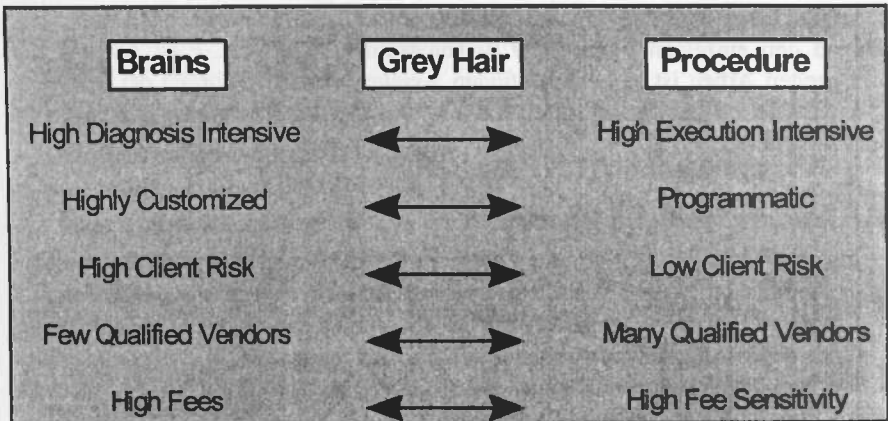 Brains Grey Hair Procedure
High Diagnosis Intensive High Execution Intensive
Highly Customized Programmatic
High Client Risk Low Client Risk
Few Qualified Vendors Many Qualified Vendors
High Fees High Fee Sensitivity